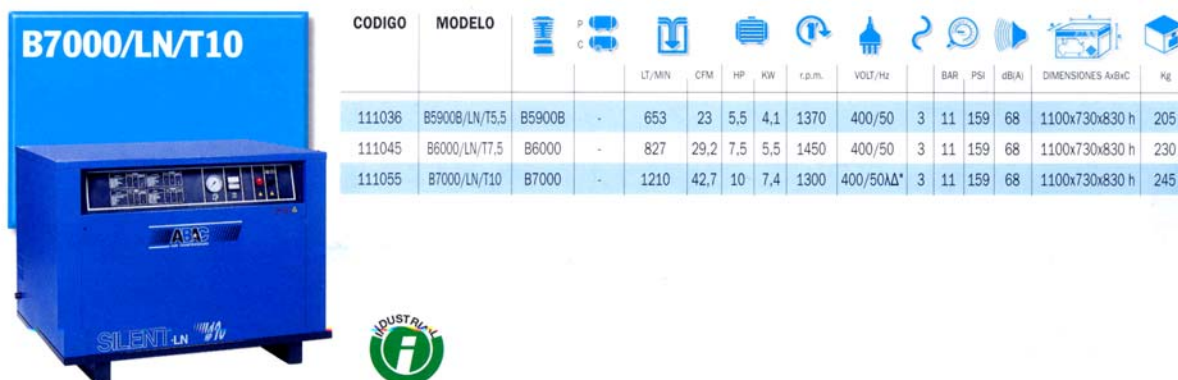 B7000/LN/T10
CODIGO MODELO
P
C
LT/MIN CFM HP KW r.p.m. VOLT/Hz BAR PSI dB(A) DIMENSIONES AxBxC Kg
111036 B5900B/LN/T5,5 B5900B - 653 23 5,5 4,1 1370 400/50 3 11 159 68 1100x730x830 h 205
111045 B6000/LN/T7,5 B6000 - 827 29,2 7,5 5,5 1450 400/50 3 11 159 68 1100x730x830 h 230
111055 B7000/LN/T10 B7000 - 1210 42,7 10 7,4 1300 400/50λΔ* 3 11 159 68 1100x730x830 h 245
ABAC
SILENT-LN
INDUSTRIAL
i